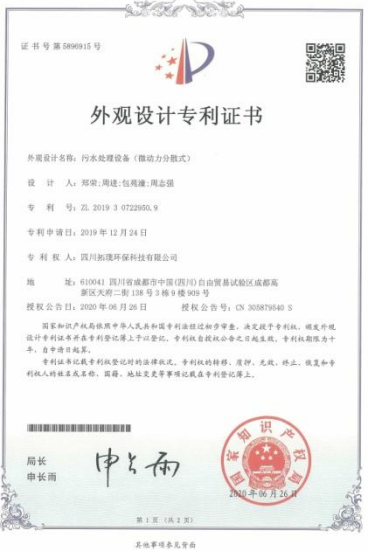 证书号第5896915号
外观设计专利证书
外观设计名称：污水处理设备（微动力分散式）
设 计 人：郑荣;周进;包苑潼;周志强
专 利 号：ZL 2019 3 0722950.9
专利申请日：2019年12月24日
专 利 权 人：四川拓璞环保科技有限公司
地 址：610041 四川省成都市中国(四川)自由贸易试验区成都高
新区天府二街138号3栋9楼909号
授权公告日：2020年06月26日 授权公告号：CN 305879540 S
国家知识产权局依照中华人民共和国专利法经过初步审查，决定授予专利权，颁发外观
设计专利证书并在专利登记簿上予以登记。专利权自授权公告之日起生效。专利权期限为十
年，自申请日起算。
专利证书记载专利权登记时的法律状况。专利权的转移、质押、无效、终止、恢复和专
利权人的姓名或名称、国籍、地址变更等事项记载在专利登记簿上。
局长
申长雨
申长雨
国家知识产权局
2020年06月26日
第 1 页（共 2 页）
其他事项参见背面